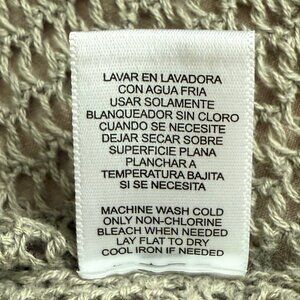 LAVAR EN LAVADORA
CON AGUA FRIA
USAR SOLAMENTE
BLANQUEADOR SIN CLORO
CUANDO SE NECESITE
DEJAR SECAR SOBRE
SUPERFICIE PLANA
PLANCHAR A
TEMPERATURA BAJITA
SI SE NECESITA
MACHINE WASH COLD
ONLY NON-CHLORINE
BLEACH WHEN NEEDED
LAY FLAT TO DRY
COOL IRON IF NEEDED